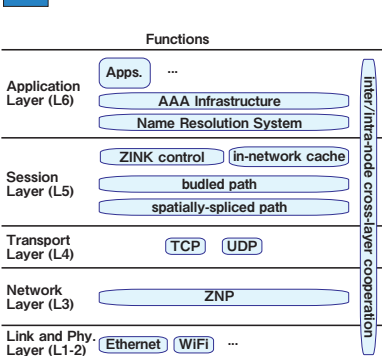 Functions
Application
Layer (L6)
Apps.
...
AAA Infrastructure
Name Resolution System
Session
Layer (L5)
ZINK control
in-network cache
budled path
spatially-spliced path
Transport
Layer (L4)
TCP
UDP
Network
Layer (L3)
ZNP
Link and Phy.
Layer (L1-2)
Ethernet
WiFi
...
inter/intra-node cross-layer cooperation